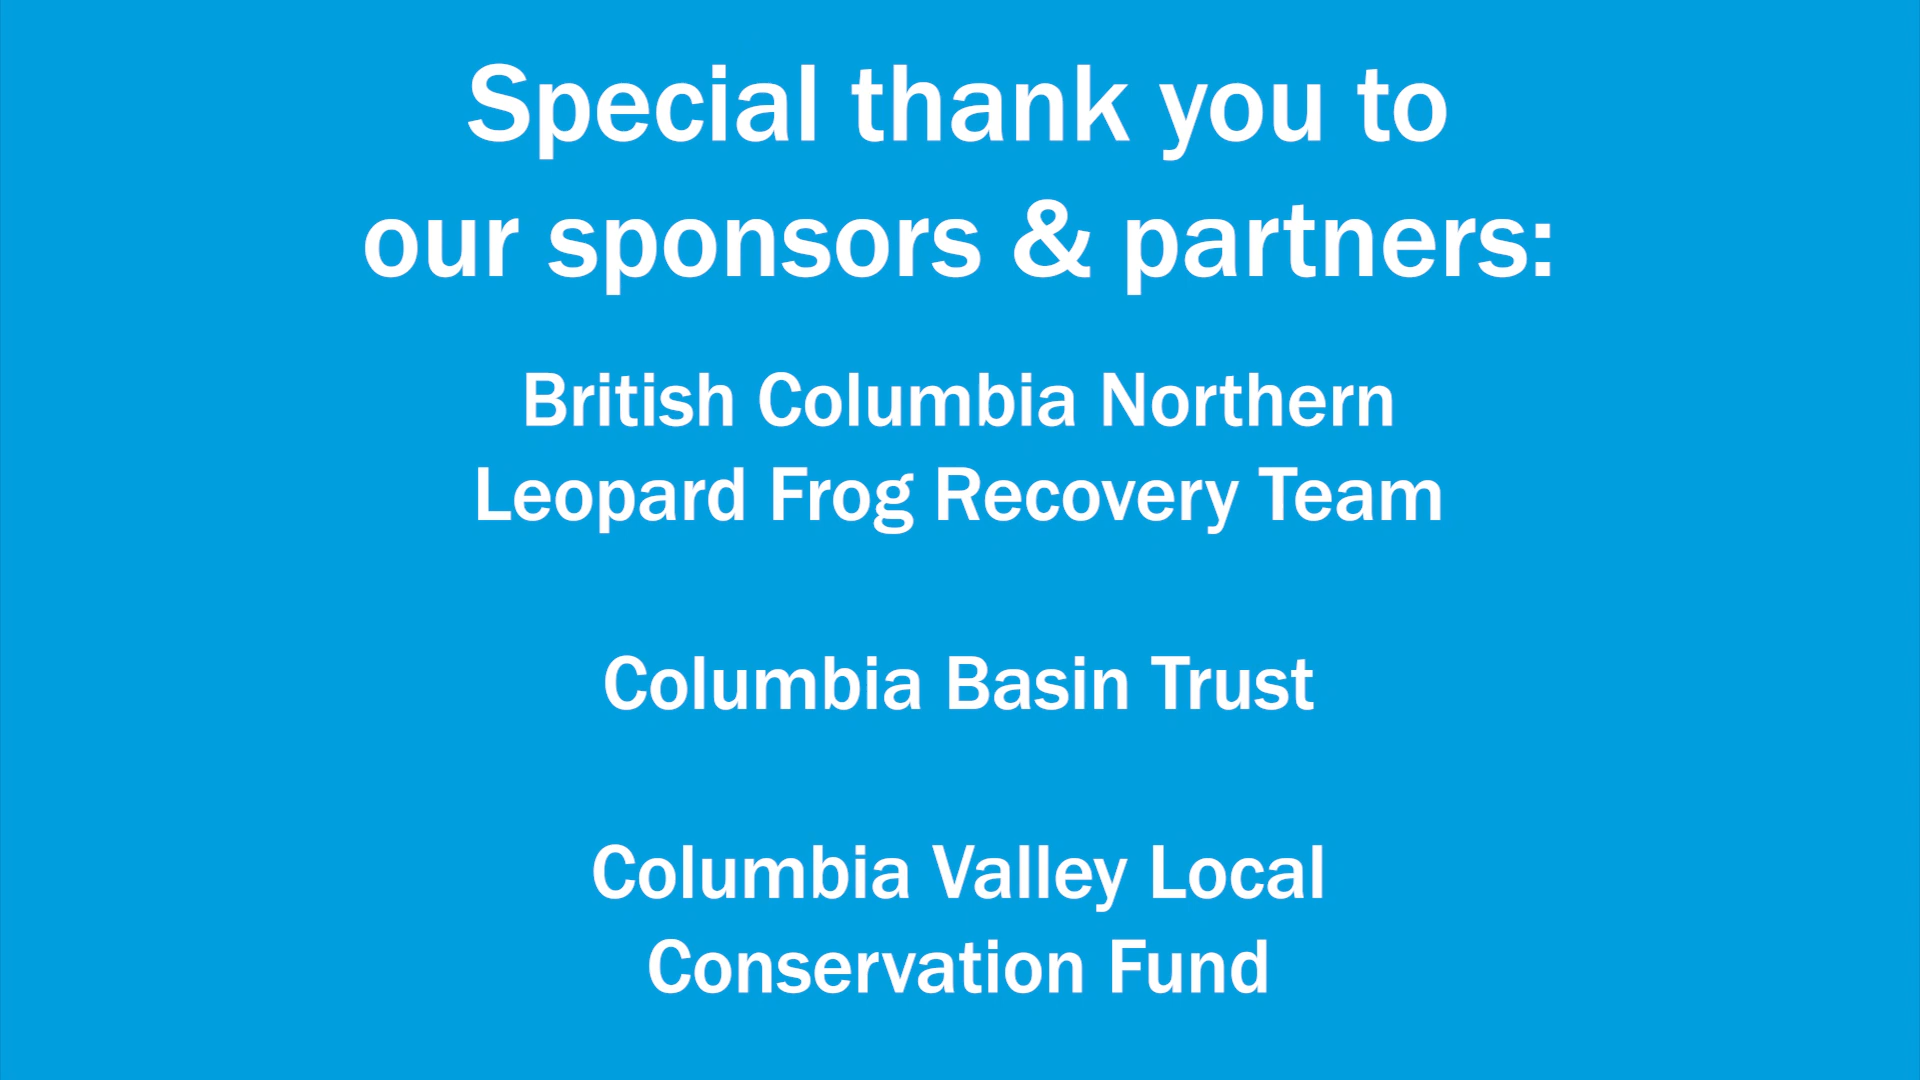 Special thank you to
our sponsors & partners:
British Columbia Northern
Leopard Frog Recovery Team
Columbia Basin Trust
Columbia Valley Local
Conservation Fund